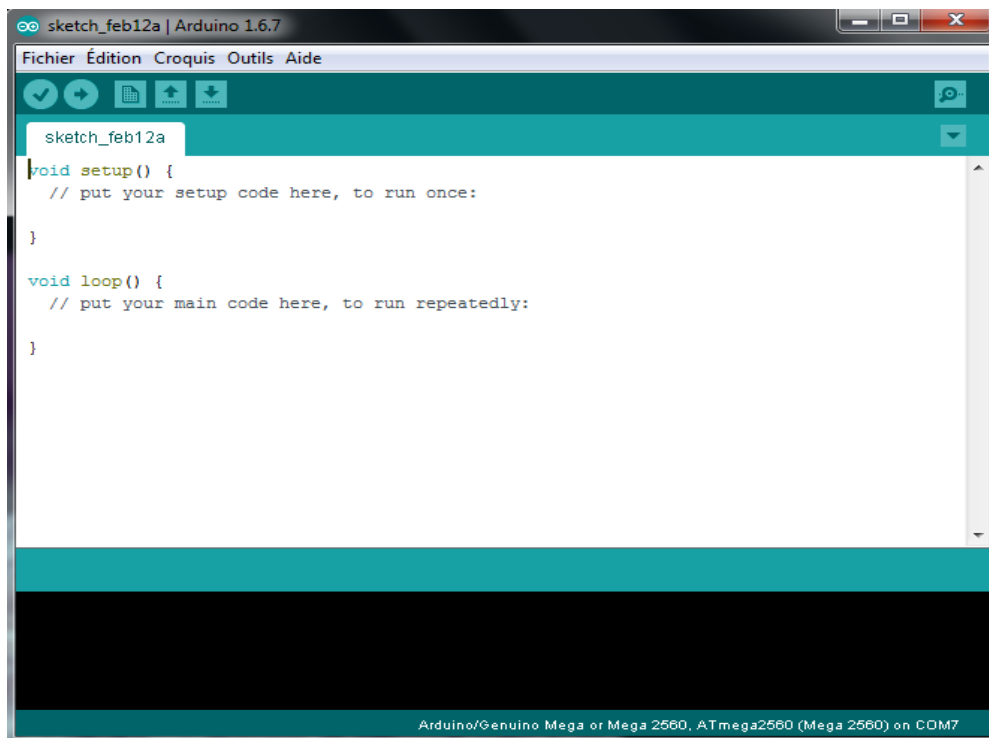 sketch_feb12a | Arduino 1.6.7
Fichier Édition Croquis Outils Aide
sketch_feb12a
void setup() {
  // put your setup code here, to run once:
}
void loop() {
  // put your main code here, to run repeatedly:
}
Arduino/Genuino Mega or Mega 2560, ATmega2560 (Mega 2560) on COM7